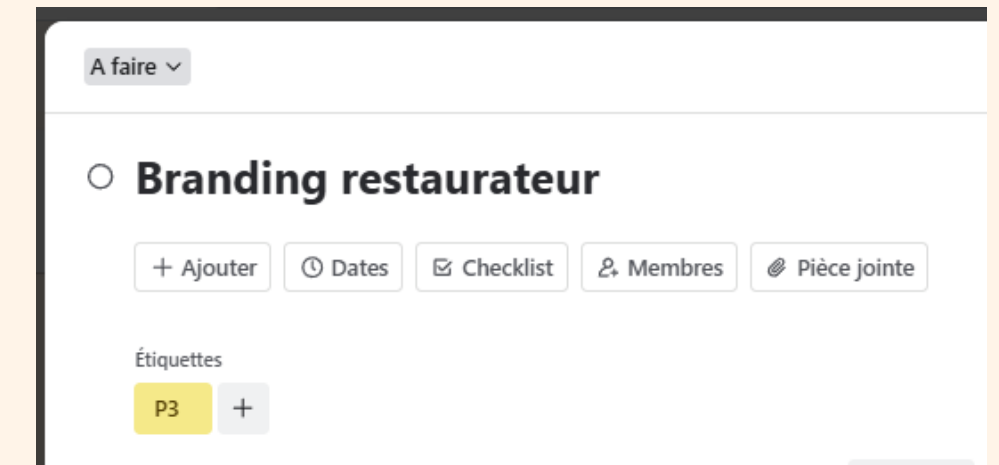 A faire
Branding restaurateur
Ajouter Dates Checklist Membres Pièce jointe
Étiquettes
P3